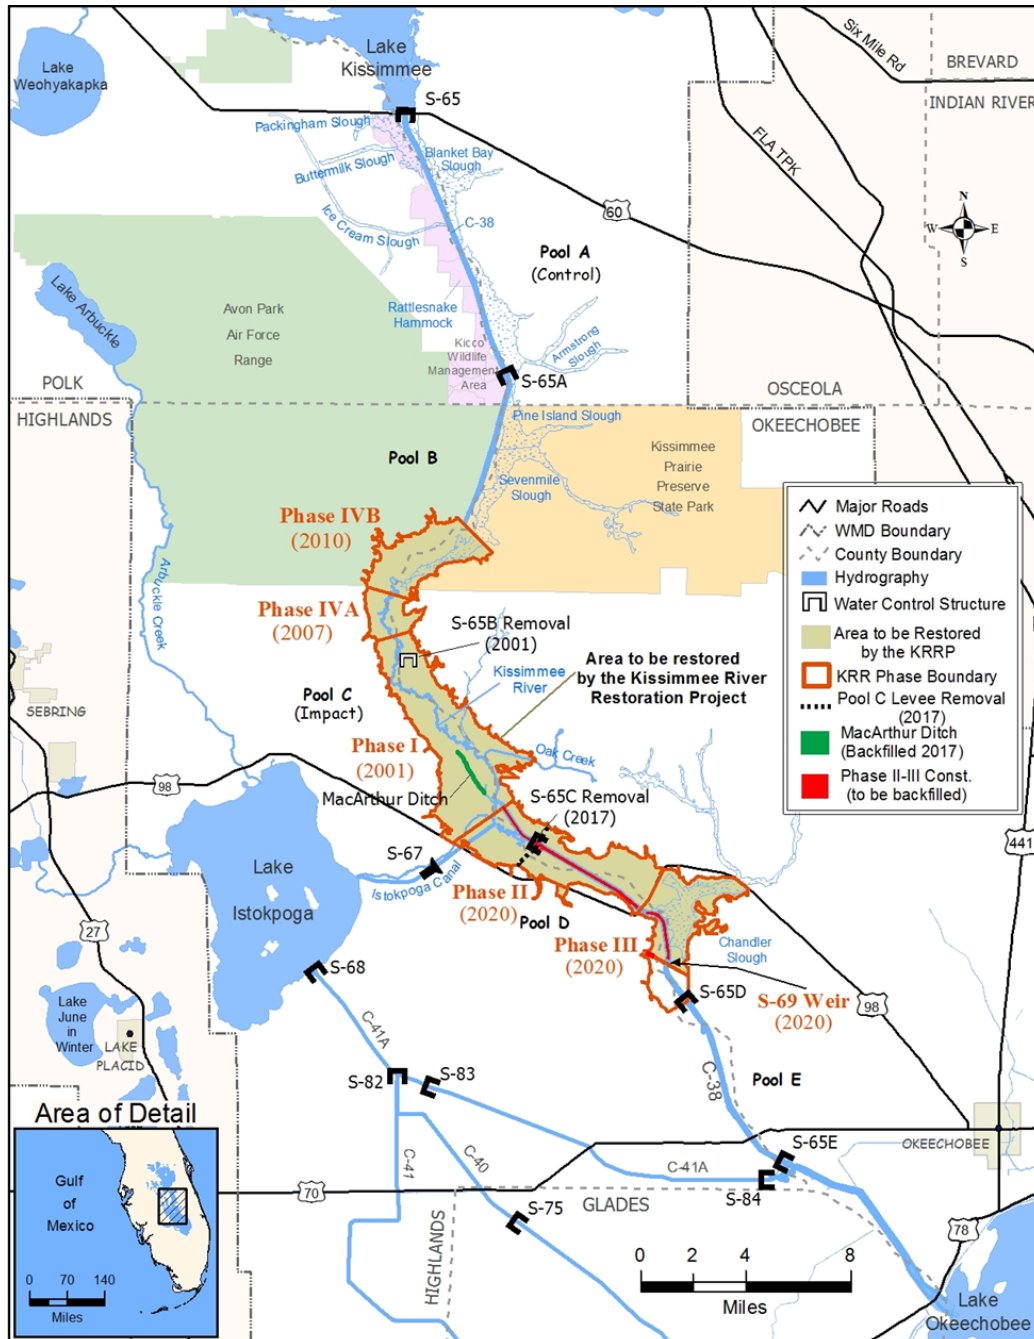 Lake
Kissimmee
Lake
Weohyakapka
Six Mile Rd
BREVARD
INDIAN RIVER
S-65
Packingham Slough
FLA TPK
Buttermilk Slough
Blanket Bay
Slough
N
W
E
S
Ice Cream Slough
C-38
60
Pool A
(Control)
Lake Arbuckle
Avon Park
Air Force
Range
Rattlesnake
Hammock
Kicco
Wildlife
Management
Area
Armstrong
Slough
S-65A
POLK
HIGHLANDS
OSCEOLA
OKEECHOBEE
Pine Island Slough
Pool B
Sevenmile
Slough
Kissimmee
Prairie
Preserve
State Park
Phase IVB
(2010)
Major Roads
WMD Boundary
County Boundary
Hydrography
Water Control Structure
Area to be Restored
by the KRRP
KRR Phase Boundary
Pool C Levee Removal
(2017)
MacArthur Ditch
(Backfilled 2017)
Phase II-III Const.
(to be backfilled)
Arbuckle Creek
Phase IVA
(2007)
S-65B Removal
(2001)
Kissimmee
River
Area to be restored
by the Kissimmee River
Restoration Project
Pool C
(Impact)
SEBRING
Phase I
(2001)
Oak Creek
98
MacArthur Ditch
S-65C Removal
(2017)
441
S-67
Istokpoga Canal
Lake
Istokpoga
Phase II
(2020)
Pool D
27
Phase III
(2020)
Chandler
Slough
S-68
S-65D
S-69 Weir
(2020)
98
Lake
June
in
Winter
LAKE
PLACID
C-41A
S-82
S-83
C-38
Pool E
Area of Detail
OKEECHOBEE
S-65E
C-41
C-40
C-41A
S-84
70
GLADES
HIGHLANDS
S-75
78
Gulf
of
Mexico
0 70 140
Miles
0 2 4 8
Miles
Lake
Okeechobee